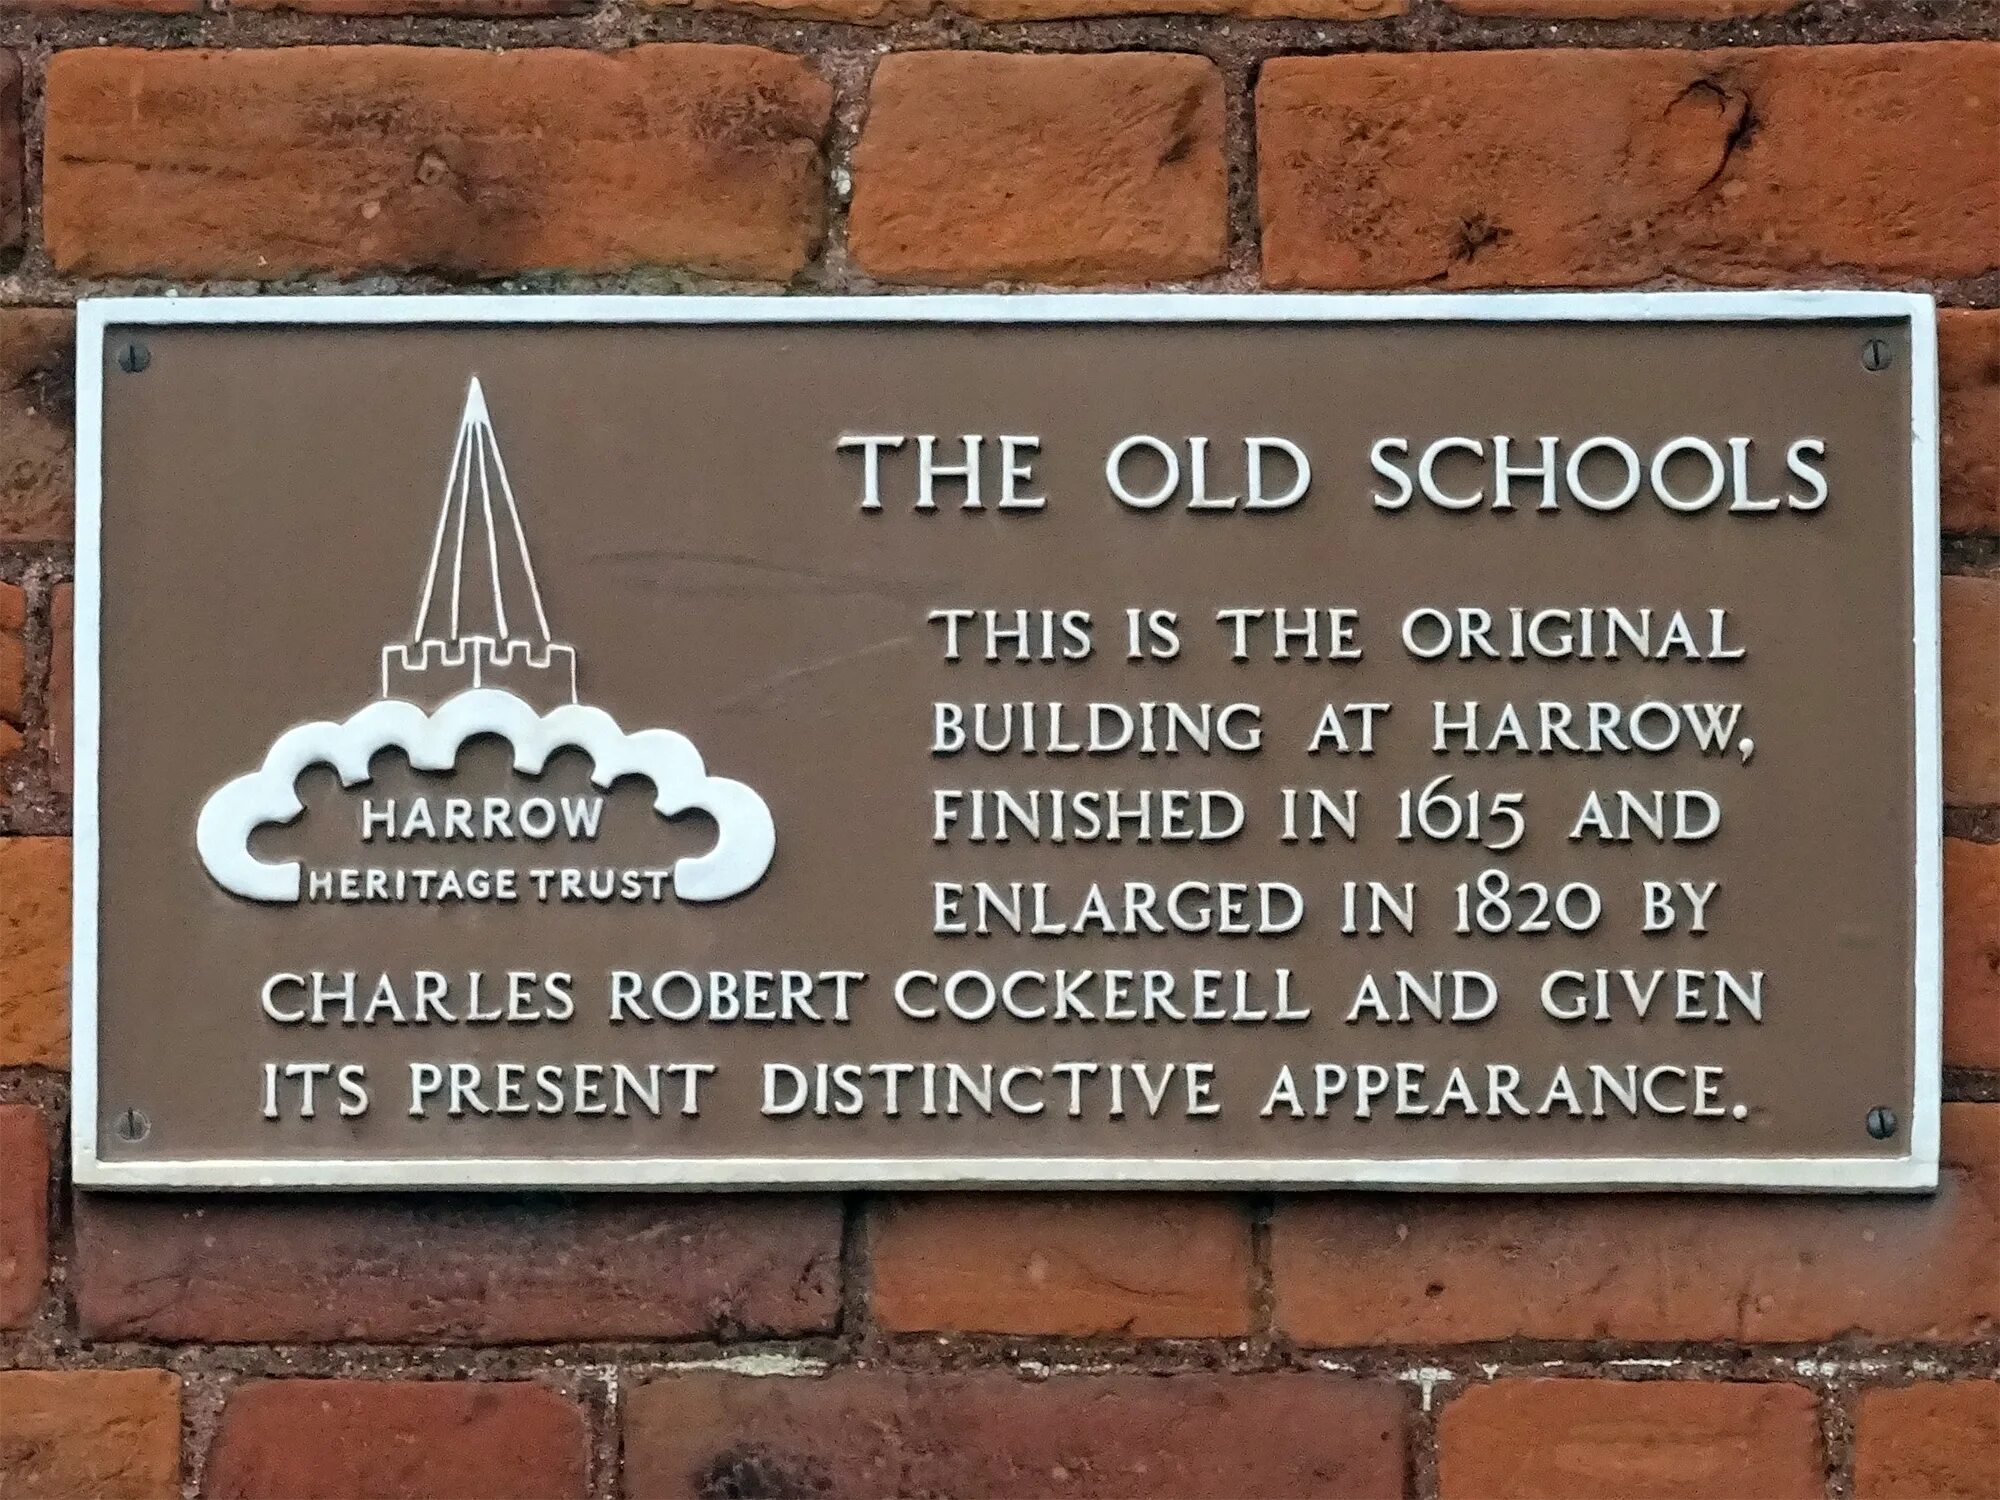 THE OLD SCHOOLS
THIS IS THE ORIGINAL
BUILDING AT HARROW,
FINISHED IN 1615 AND
ENLARGED IN 1820 BY
CHARLES ROBERT COCKERELL AND GIVEN
ITS PRESENT DISTINCTIVE APPEARANCE.
HARROW
HERITAGE TRUST